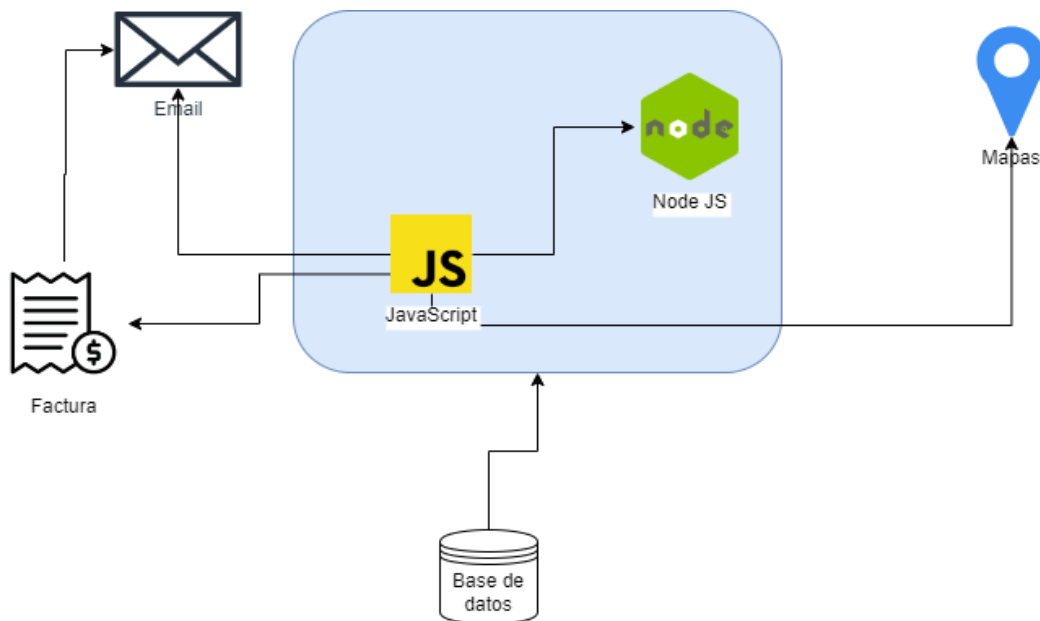 Email
node
Node JS
Mapas
JS
JavaScript
$
Factura
Base de
datos